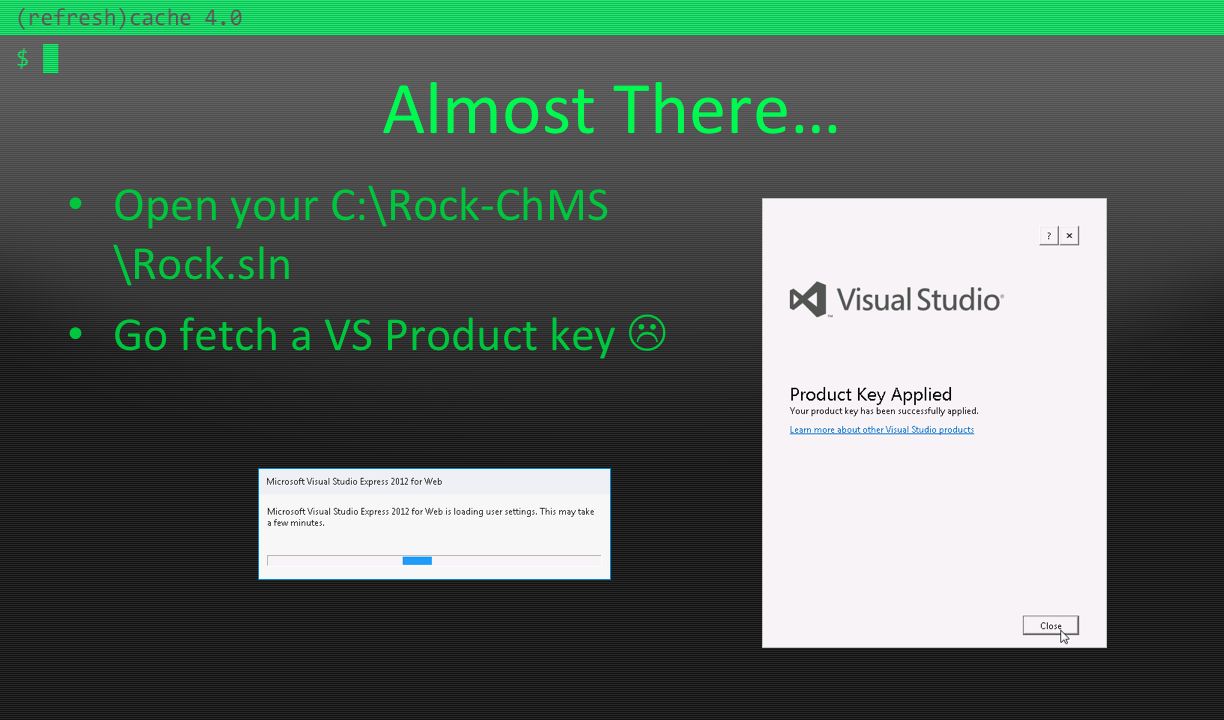 (refresh)cache 4.0
$
Almost There…
• Open your C:\Rock-ChMS
\Rock.sln
• Go fetch a VS Product key ☹
? ×
Visual Studio®
™
Product Key Applied
Your product key has been successfully applied.
Learn more about other Visual Studio products
Microsoft Visual Studio Express 2012 for Web
Microsoft Visual Studio Express 2012 for Web is loading user settings. This may take
a few minutes.
Close